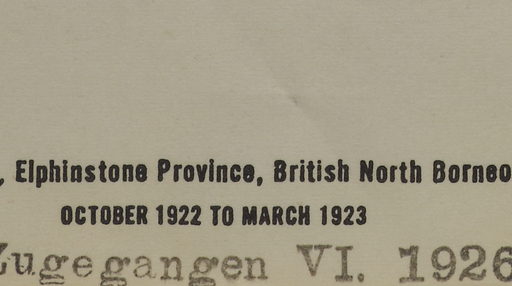 , Elphinstone Province, British North Borneo
OCTOBER 1922 TO MARCH 1923
Zugegangen VI. 1926